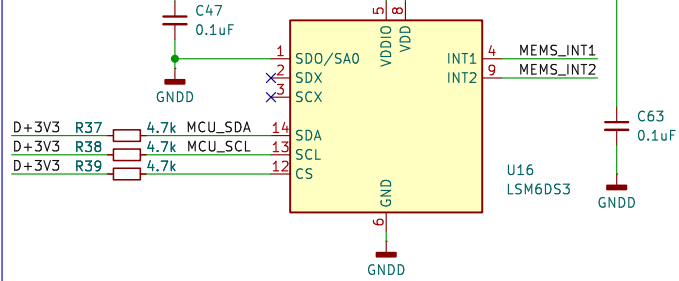 C47
0.1uF
5
8
VDDIO
VDD
1
SDO/SA0
2
SDX
3
SCX
GNDD
INT1
4
MEMS_INT1
INT2
9
MEMS_INT2
C63
0.1uF
D+3V3 R37 4.7k MCU_SDA 14 SDA
D+3V3 R38 4.7k MCU_SCL 13 SCL
D+3V3 R39 4.7k 12 CS
U16
LSM6DS3
GNDD
GND
6
GNDD